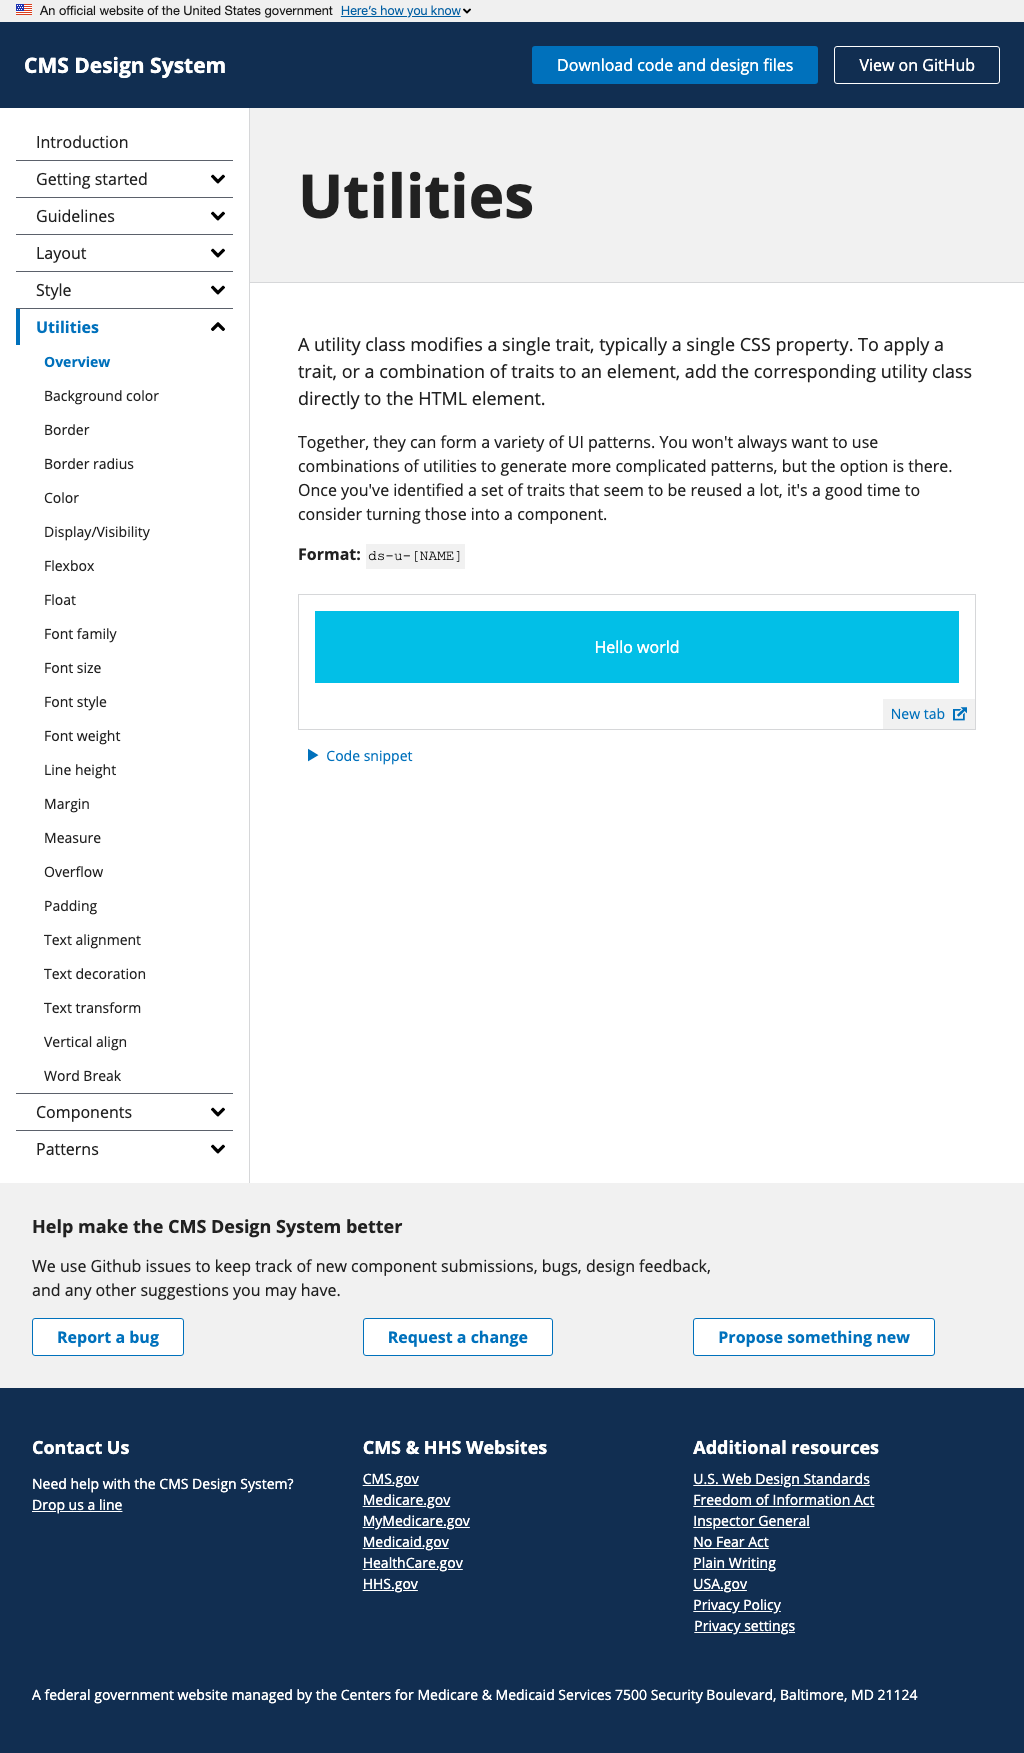 An official website of the United States government Here's how you know
CMS Design System
Download code and design files
View on GitHub
Introduction
Getting started
Guidelines
Layout
Style
Utilities
Overview
Background color
Border
Border radius
Color
Display/Visibility
Flexbox
Float
Font family
Font size
Font style
Font weight
Line height
Margin
Measure
Overflow
Padding
Text alignment
Text decoration
Text transform
Vertical align
Word Break
Components
Patterns
Utilities
A utility class modifies a single trait, typically a single CSS property. To apply a
trait, or a combination of traits to an element, add the corresponding utility class
directly to the HTML element.
Together, they can form a variety of UI patterns. You won't always want to use
combinations of utilities to generate more complicated patterns, but the option is there.
Once you've identified a set of traits that seem to be reused a lot, it's a good time to
consider turning those into a component.
Format: ds-u-[NAME]
Hello world
New tab
Code snippet
Help make the CMS Design System better
We use Github issues to keep track of new component submissions, bugs, design feedback,
and any other suggestions you may have.
Report a bug
Request a change
Propose something new
Contact Us
Need help with the CMS Design System?
Drop us a line
CMS & HHS Websites
CMS.gov
Medicare.gov
MyMedicare.gov
Medicaid.gov
HealthCare.gov
HHS.gov
Additional resources
U.S. Web Design Standards
Freedom of Information Act
Inspector General
No Fear Act
Plain Writing
USA.gov
Privacy Policy
Privacy settings
A federal government website managed by the Centers for Medicare & Medicaid Services 7500 Security Boulevard, Baltimore, MD 21124